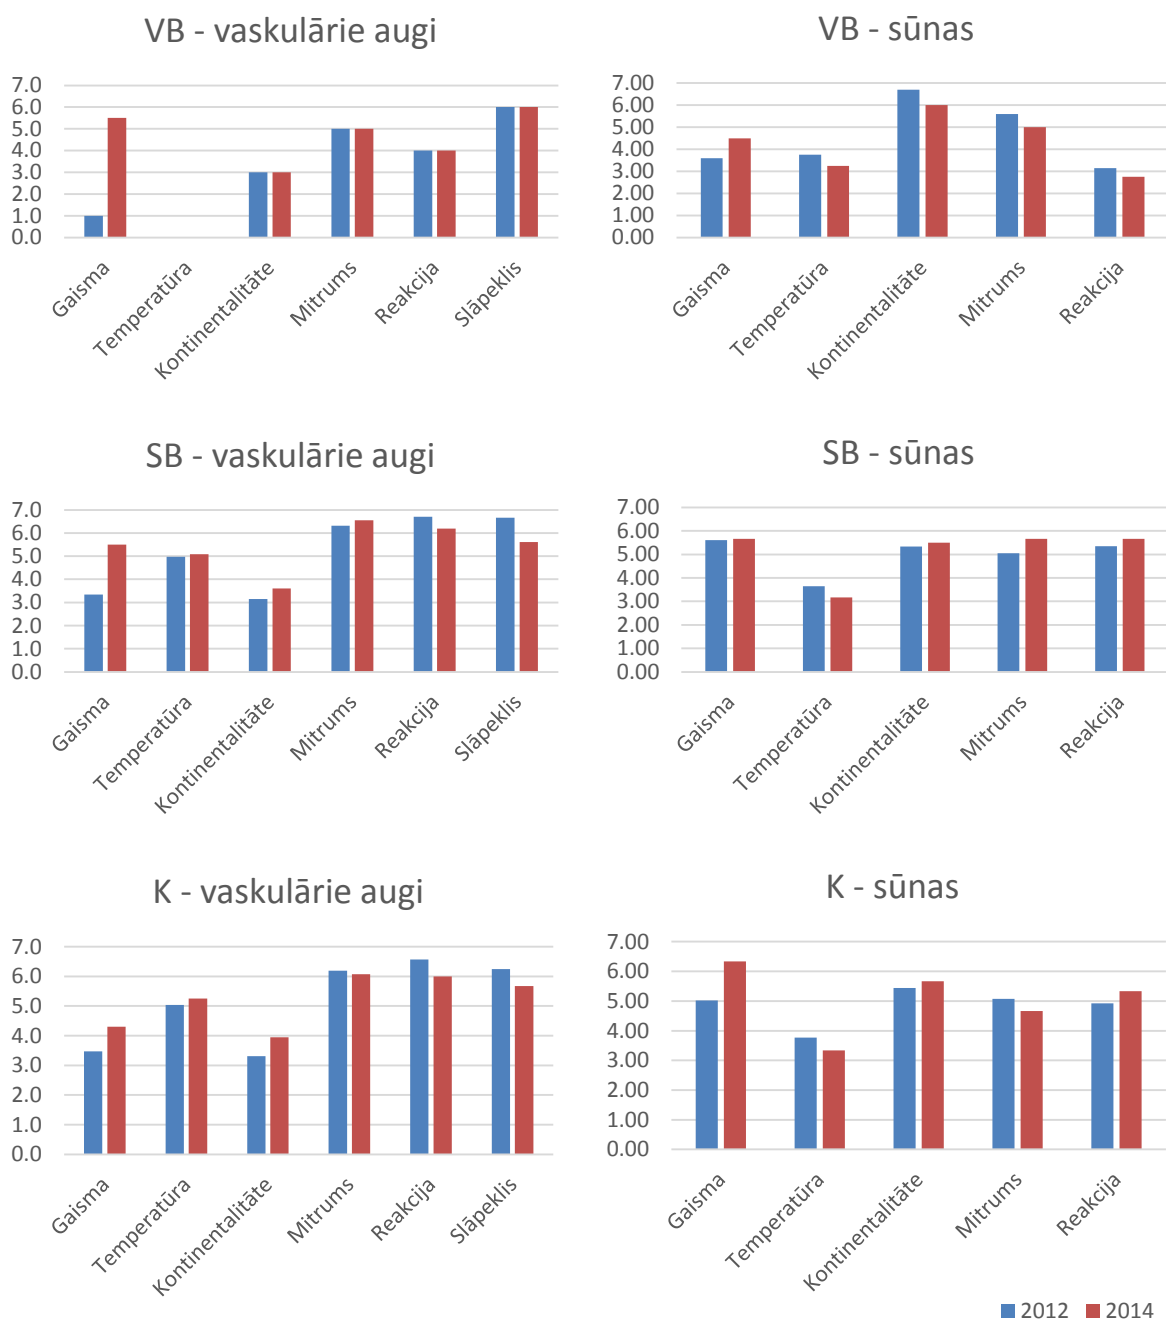 VB - vaskulārie augi
7.0
6.0
5.0
4.0
3.0
2.0
1.0
0.0
Gaisma
Temperatūra
Kontinentalitāte
Mitrums
Reakcija
Slāpeklis
VB - sūnas
7.00
6.00
5.00
4.00
3.00
2.00
1.00
0.00
Gaisma
Temperatūra
Kontinentalitāte
Mitrums
Reakcija
SB - vaskulārie augi
7.0
6.0
5.0
4.0
3.0
2.0
1.0
0.0
Gaisma
Temperatūra
Kontinentalitāte
Mitrums
Reakcija
Slāpeklis
SB - sūnas
7.00
6.00
5.00
4.00
3.00
2.00
1.00
0.00
Gaisma
Temperatūra
Kontinentalitāte
Mitrums
Reakcija
K - vaskulārie augi
7.0
6.0
5.0
4.0
3.0
2.0
1.0
0.0
Gaisma
Temperatūra
Kontinentalitāte
Mitrums
Reakcija
Slāpeklis
K - sūnas
7.00
6.00
5.00
4.00
3.00
2.00
1.00
0.00
Gaisma
Temperatūra
Kontinentalitāte
Mitrums
Reakcija
2012 2014